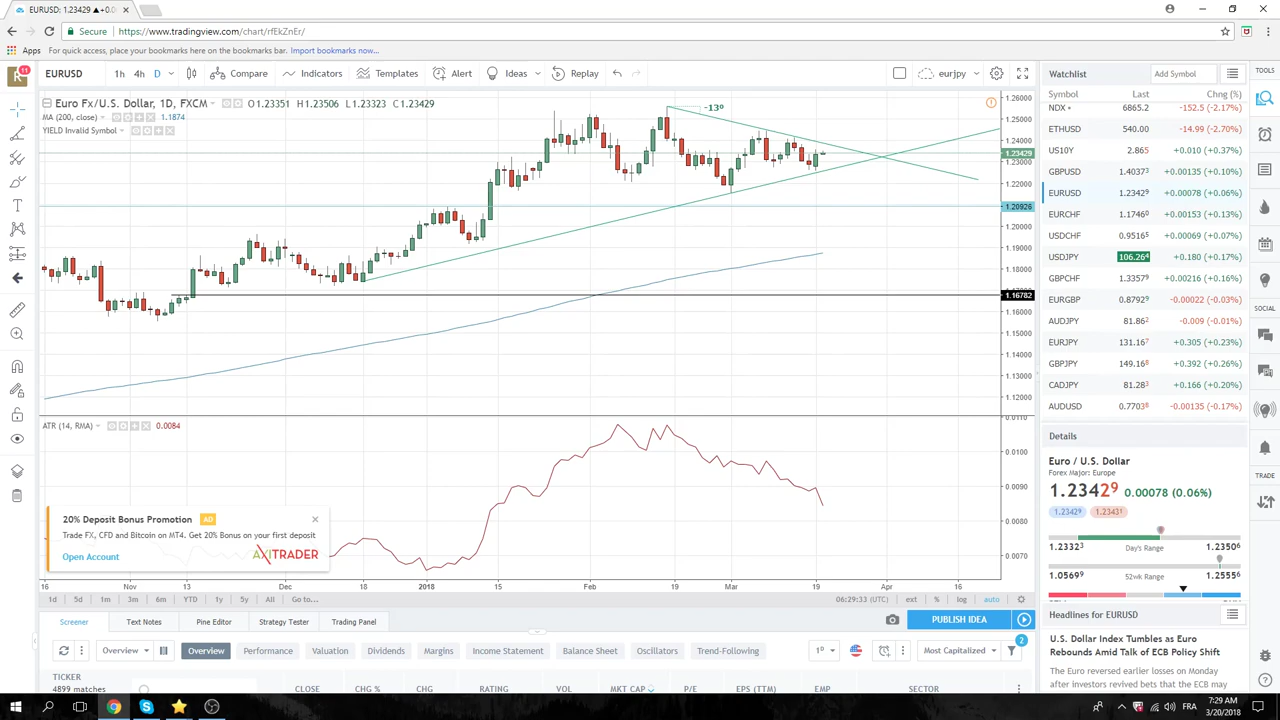 EURUSD: 1.23429 ▲+0.0
Secure
https://www.tradingview.com/chart/rfEkZnEr/
Apps
For quick access, place your bookmarks here on the bookmarks bar. Import bookmarks now...
R
11
EURUSD
1h
4h
D
Compare
Indicators
Templates
Alert
Ideas
Replay
eurjpy
Euro Fx/U.S. Dollar, 1D, FXCM
O1.23351 H1.23506 L1.23323 C1.23429
MA (200, close)
1.1874
YIELD Invalid Symbol
-13º
1.26000
1.25000
1.24000
1.23429
1.23000
1.22000
1.20926
1.20000
1.19000
1.18000
1.16782
1.16000
1.15000
1.14000
1.13000
1.12000
ATR (14, RMA)
0.0084
0.0110
0.0100
0.0090
0.0080
0.0070
20% Deposit Bonus Promotion AD
Trade FX, CFD and Bitcoin on MT4. Get 20% Bonus on your first deposit
Open Account
AXITRADER
16 Nov 13 Dec 18 2018 15 Feb 19 Mar 19 Apr 16
1d 5d 1m 3m 6m YTD 1y 5y All Go to...
06:29:33 (UTC) ext % log auto
Screener Text Notes Pine Editor Strategy Tester Trading Panel
PUBLISH IDEA
2
Overview Overview Performance Valuation Dividends Margins Income Statement Balance Sheet Oscillators Trend-Following
Most Capitalized
TICKER
4899 matches
CLOSE CHG % CHG RATING VOL MKT CAP P/E EPS (TTM) EMP SECTOR
Watchlist
Add Symbol
Symbol Last Chng (%)
NDX 6865.2 -152.5 (-2.17%)
ETHUSD 540.00 -14.99 (-2.70%)
US10Y 2.865 +0.010 (+0.37%)
GBPUSD 1.4037³ +0.00135 (+0.10%)
EURUSD 1.2342⁹ +0.00078 (+0.06%)
EURCHF 1.1746⁰ +0.00153 (+0.13%)
USDCHF 0.9516⁵ +0.00069 (+0.07%)
USDJPY 106.26⁴ +0.180 (+0.17%)
GBPCHF 1.3357⁹ +0.00216 (+0.16%)
EURGBP 0.8792⁹ -0.00022 (-0.03%)
AUDJPY 81.86² -0.009 (-0.01%)
EURJPY 131.16⁷ +0.305 (+0.23%)
GBPJPY 149.16⁸ +0.392 (+0.26%)
CADJPY 81.28³ +0.166 (+0.20%)
AUDUSD 0.7703⁸ -0.00135 (-0.17%)
Details
Euro / U.S. Dollar
Forex Major: Europe
1.2342⁹ 0.00078 (0.06%)
1.2342⁹ 1.2343¹
1.2332³ Day's Range 1.2350⁶
1.0569⁹ 52wk Range 1.2555⁶
Headlines for EURUSD
U.S. Dollar Index Tumbles as Euro
Rebounds Amid Talk of ECB Policy Shift
The Euro reversed earlier losses on Monday
after investors revived bets that the ECB may
TOOLS
SOCIAL
TRADE
FRA
7:29 AM
3/20/2018